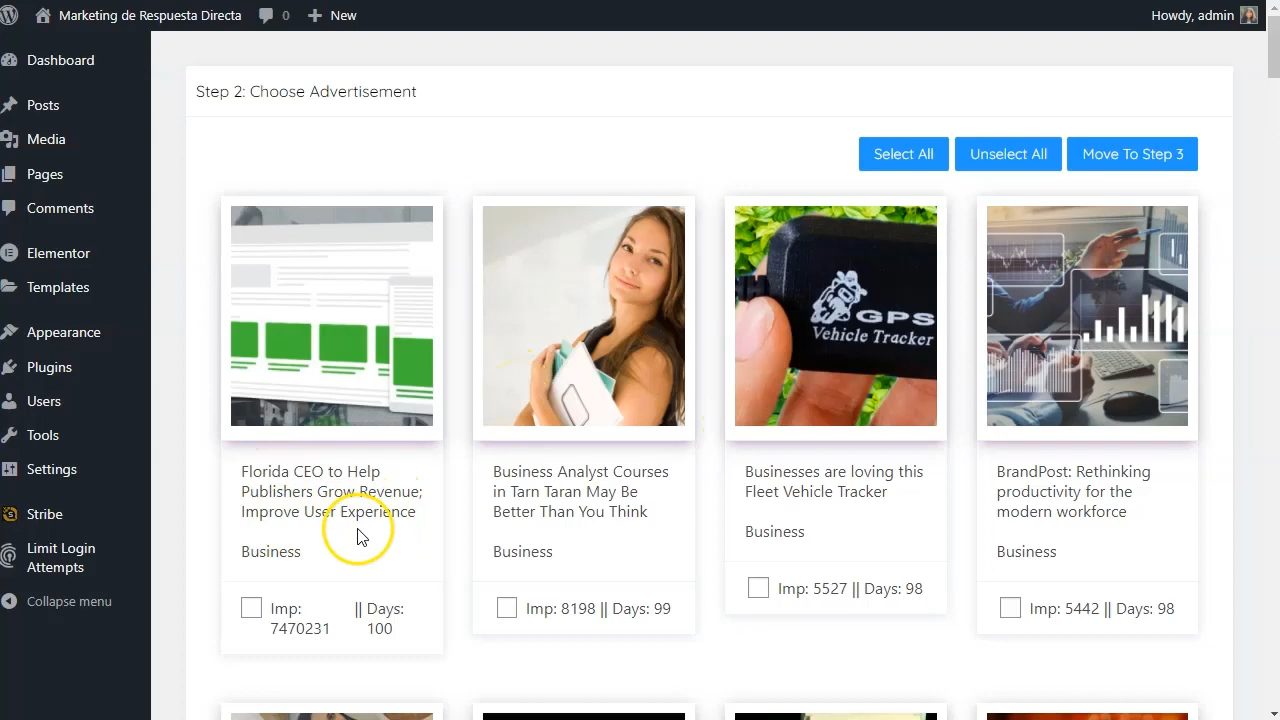 Marketing de Respuesta Directa
0
New
Howdy, admin
Dashboard
Posts
Media
Pages
Comments
Elementor
Templates
Appearance
Plugins
Users
Tools
Settings
Stribe
Limit Login
Attempts
Collapse menu
Step 2: Choose Advertisement
Select All
Unselect All
Move To Step 3
GPS
Vehicle Tracker
Florida CEO to Help
Publishers Grow Revenue;
Improve User Experience
Business
Imp:
7470231
|| Days:
100
Business Analyst Courses
in Tarn Taran May Be
Better Than You Think
Business
Imp: 8198 || Days: 99
Businesses are loving this
Fleet Vehicle Tracker
Business
Imp: 5527 || Days: 98
BrandPost: Rethinking
productivity for the
modern workforce
Business
Imp: 5442 || Days: 98